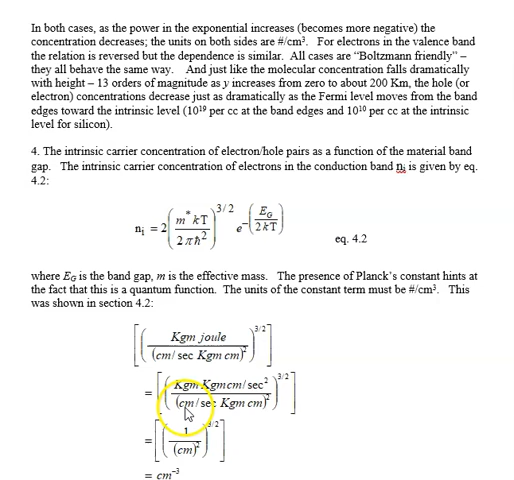 In both cases, as the power in the exponential increases (becomes more negative) the
concentration decreases; the units on both sides are #/cm³. For electrons in the valence band
the relation is reversed but the dependence is similar. All cases are “Boltzmann friendly” –
they all behave the same way. And just like the molecular concentration falls dramatically
with height – 13 orders of magnitude as y increases from zero to about 200 Km, the hole (or
electron) concentrations decrease just as dramatically as the Fermi level moves from the band
edges toward the intrinsic level (10¹⁹ per cc at the band edges and 10¹⁰ per cc at the intrinsic
level for silicon).
4. The intrinsic carrier concentration of electron/hole pairs as a function of the material band
gap. The intrinsic carrier concentration of electrons in the conduction band nᵢ is given by eq.
4.2:
nᵢ = 2(m* kT / 2πħ²)^3/2 e^-(E_G / 2kT)
eq. 4.2
where E_G is the band gap, m is the effective mass. The presence of Planck’s constant hints at
the fact that this is a quantum function. The units of the constant term must be #/cm³. This
was shown in section 4.2:
[(Kgm joule / (cm/sec Kgm cm)²)^3/2]
= [(Kgm Kgm cm/sec² / (cm/sec Kgm cm)²)^3/2]
= [(1 / (cm)²)^3/2]
= cm⁻³